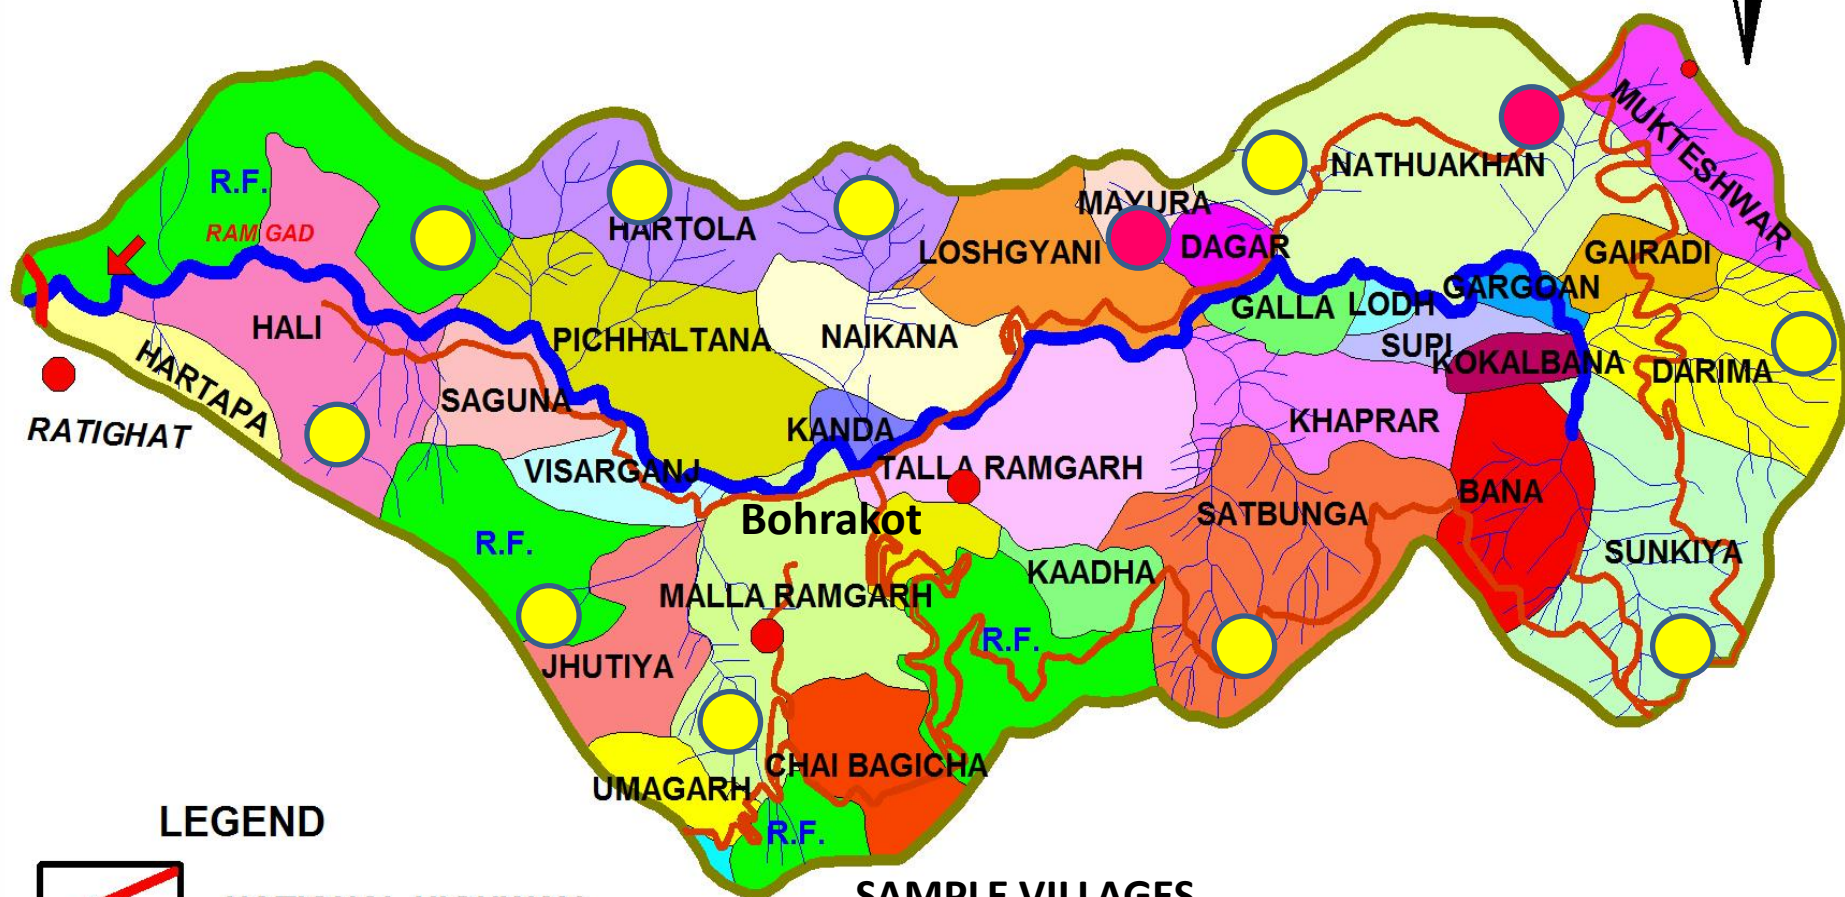 MUKTESHWAR
R.F.
NATHUAKHAN
MAYURA
HARTOLA
RAM GAD
LOSHGYANI
DAGAR
GAIRADI
GARGOAN
GALLA
LODH
HALI
PICHHALTANA
NAIKANA
SUPI
KOKALBANA
DARIMA
HARTAPA
SAGUNA
KHAPRAR
RATIGHAT
KANDA
VISARGANJ
TALLA RAMGARH
BANA
SATBUNGA
Bohrakot
R.F.
SUNKIYA
KAADHA
MALLA RAMGARH
R.F.
JHUTIYA
CHAI BAGICHA
UMAGARH
R.F.
LEGEND
SAMPLE VILLAGES